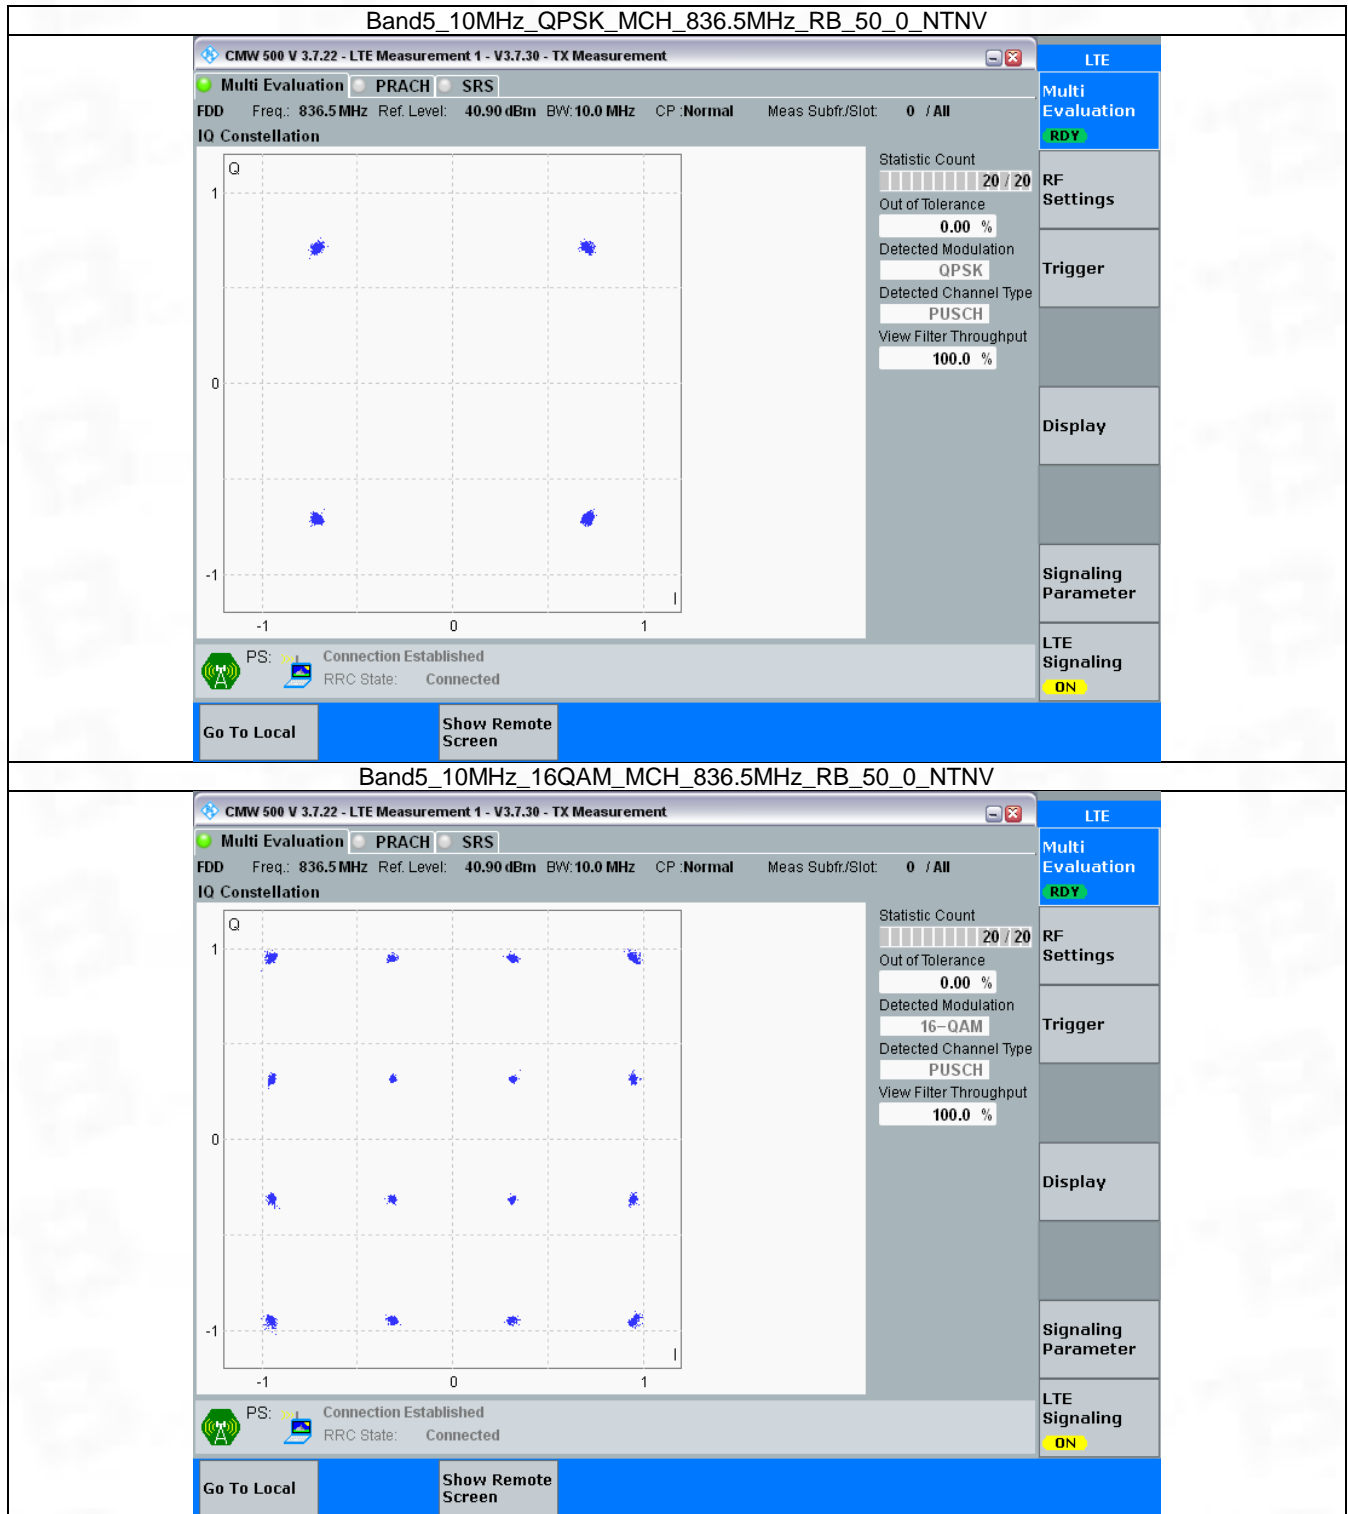 Band5_10MHz_QPSK_MCH_836.5MHz_RB_50_0_NTNV
CMW 500 V 3.7.22 - LTE Measurement 1 - V3.7.30 - TX Measurement
LTE
Multi Evaluation PRACH SRS
Multi
Evaluation
RDY
FDD Freq.: 836.5 MHz Ref. Level: 40.90 dBm BW: 10.0 MHz CP :Normal Meas Subfr./Slot: 0 / All
IQ Constellation
Q
1
0
-1
I
-1 0 1
Statistic Count
20 / 20
Out of Tolerance
0.00 %
Detected Modulation
QPSK
Detected Channel Type
PUSCH
View Filter Throughput
100.0 %
RF
Settings
Trigger
Display
Signaling
Parameter
LTE
Signaling
ON
PS: Connection Established
RRC State: Connected
Go To Local
Show Remote
Screen
Band5_10MHz_16QAM_MCH_836.5MHz_RB_50_0_NTNV
CMW 500 V 3.7.22 - LTE Measurement 1 - V3.7.30 - TX Measurement
LTE
Multi Evaluation PRACH SRS
Multi
Evaluation
RDY
FDD Freq.: 836.5 MHz Ref. Level: 40.90 dBm BW: 10.0 MHz CP :Normal Meas Subfr./Slot: 0 / All
IQ Constellation
Q
1
0
-1
I
-1 0 1
Statistic Count
20 / 20
Out of Tolerance
0.00 %
Detected Modulation
16-QAM
Detected Channel Type
PUSCH
View Filter Throughput
100.0 %
RF
Settings
Trigger
Display
Signaling
Parameter
LTE
Signaling
ON
PS: Connection Established
RRC State: Connected
Go To Local
Show Remote
Screen